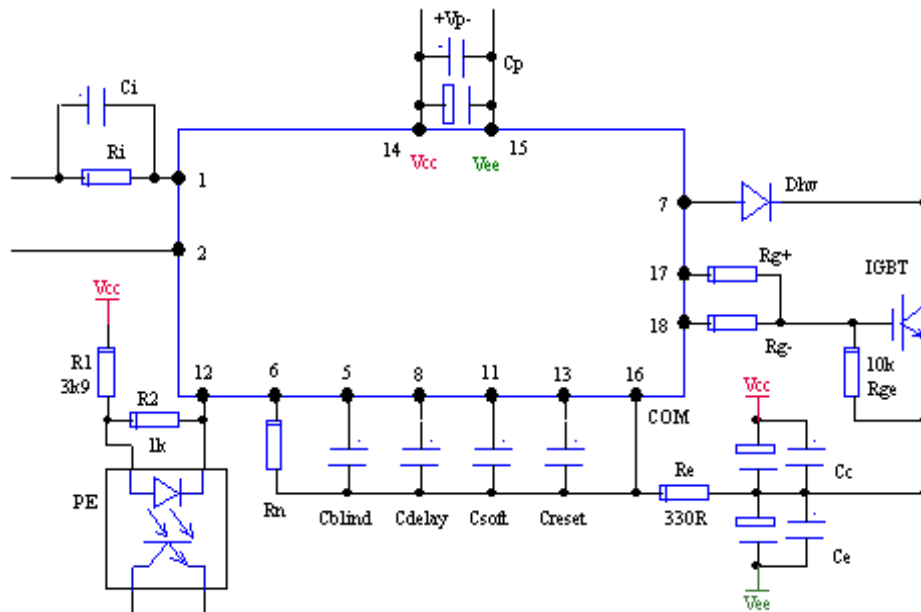 +Vp-
Cp
Ci
Ri
14
Vcc
Vee
15
1
2
7
Dhv
17
Rg+
IGBT
18
Rg-
10k
Rge
Vcc
R1
3k9
R2
1k
12
6
5
8
11
13
16
COM
Vcc
PE
Rn
Cblind
Cdelay
Csoft
Creset
Re
330R
Cc
Ce
Vee